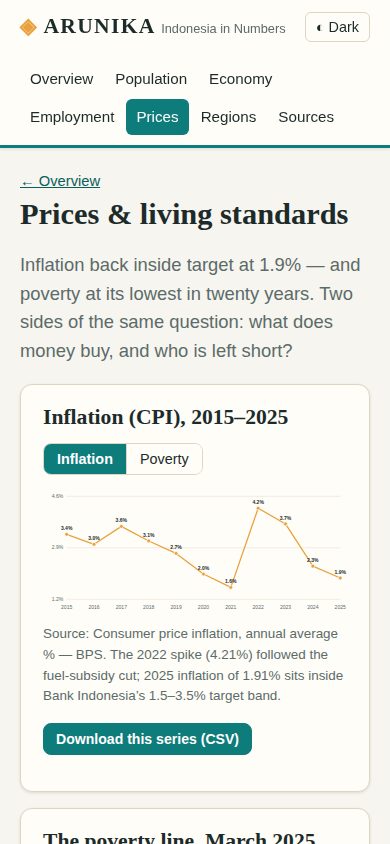 ◈ ARUNIKA Indonesia in Numbers
◖ Dark
Overview Population Economy
Employment Prices Regions Sources
← Overview
Prices & living standards
Inflation back inside target at 1.9% — and
poverty at its lowest in twenty years. Two
sides of the same question: what does
money buy, and who is left short?
Inflation (CPI), 2015–2025
Inflation Poverty
4.6%
2.9%
1.2%
3.4% 3.0% 3.6% 3.1% 2.7% 2.0% 1.6% 4.2% 3.7% 2.3% 1.9%
2015 2016 2017 2018 2019 2020 2021 2022 2023 2024 2025
Source: Consumer price inflation, annual average
% — BPS. The 2022 spike (4.21%) followed the
fuel-subsidy cut; 2025 inflation of 1.91% sits inside
Bank Indonesia’s 1.5–3.5% target band.
Download this series (CSV)
The poverty line, March 2025